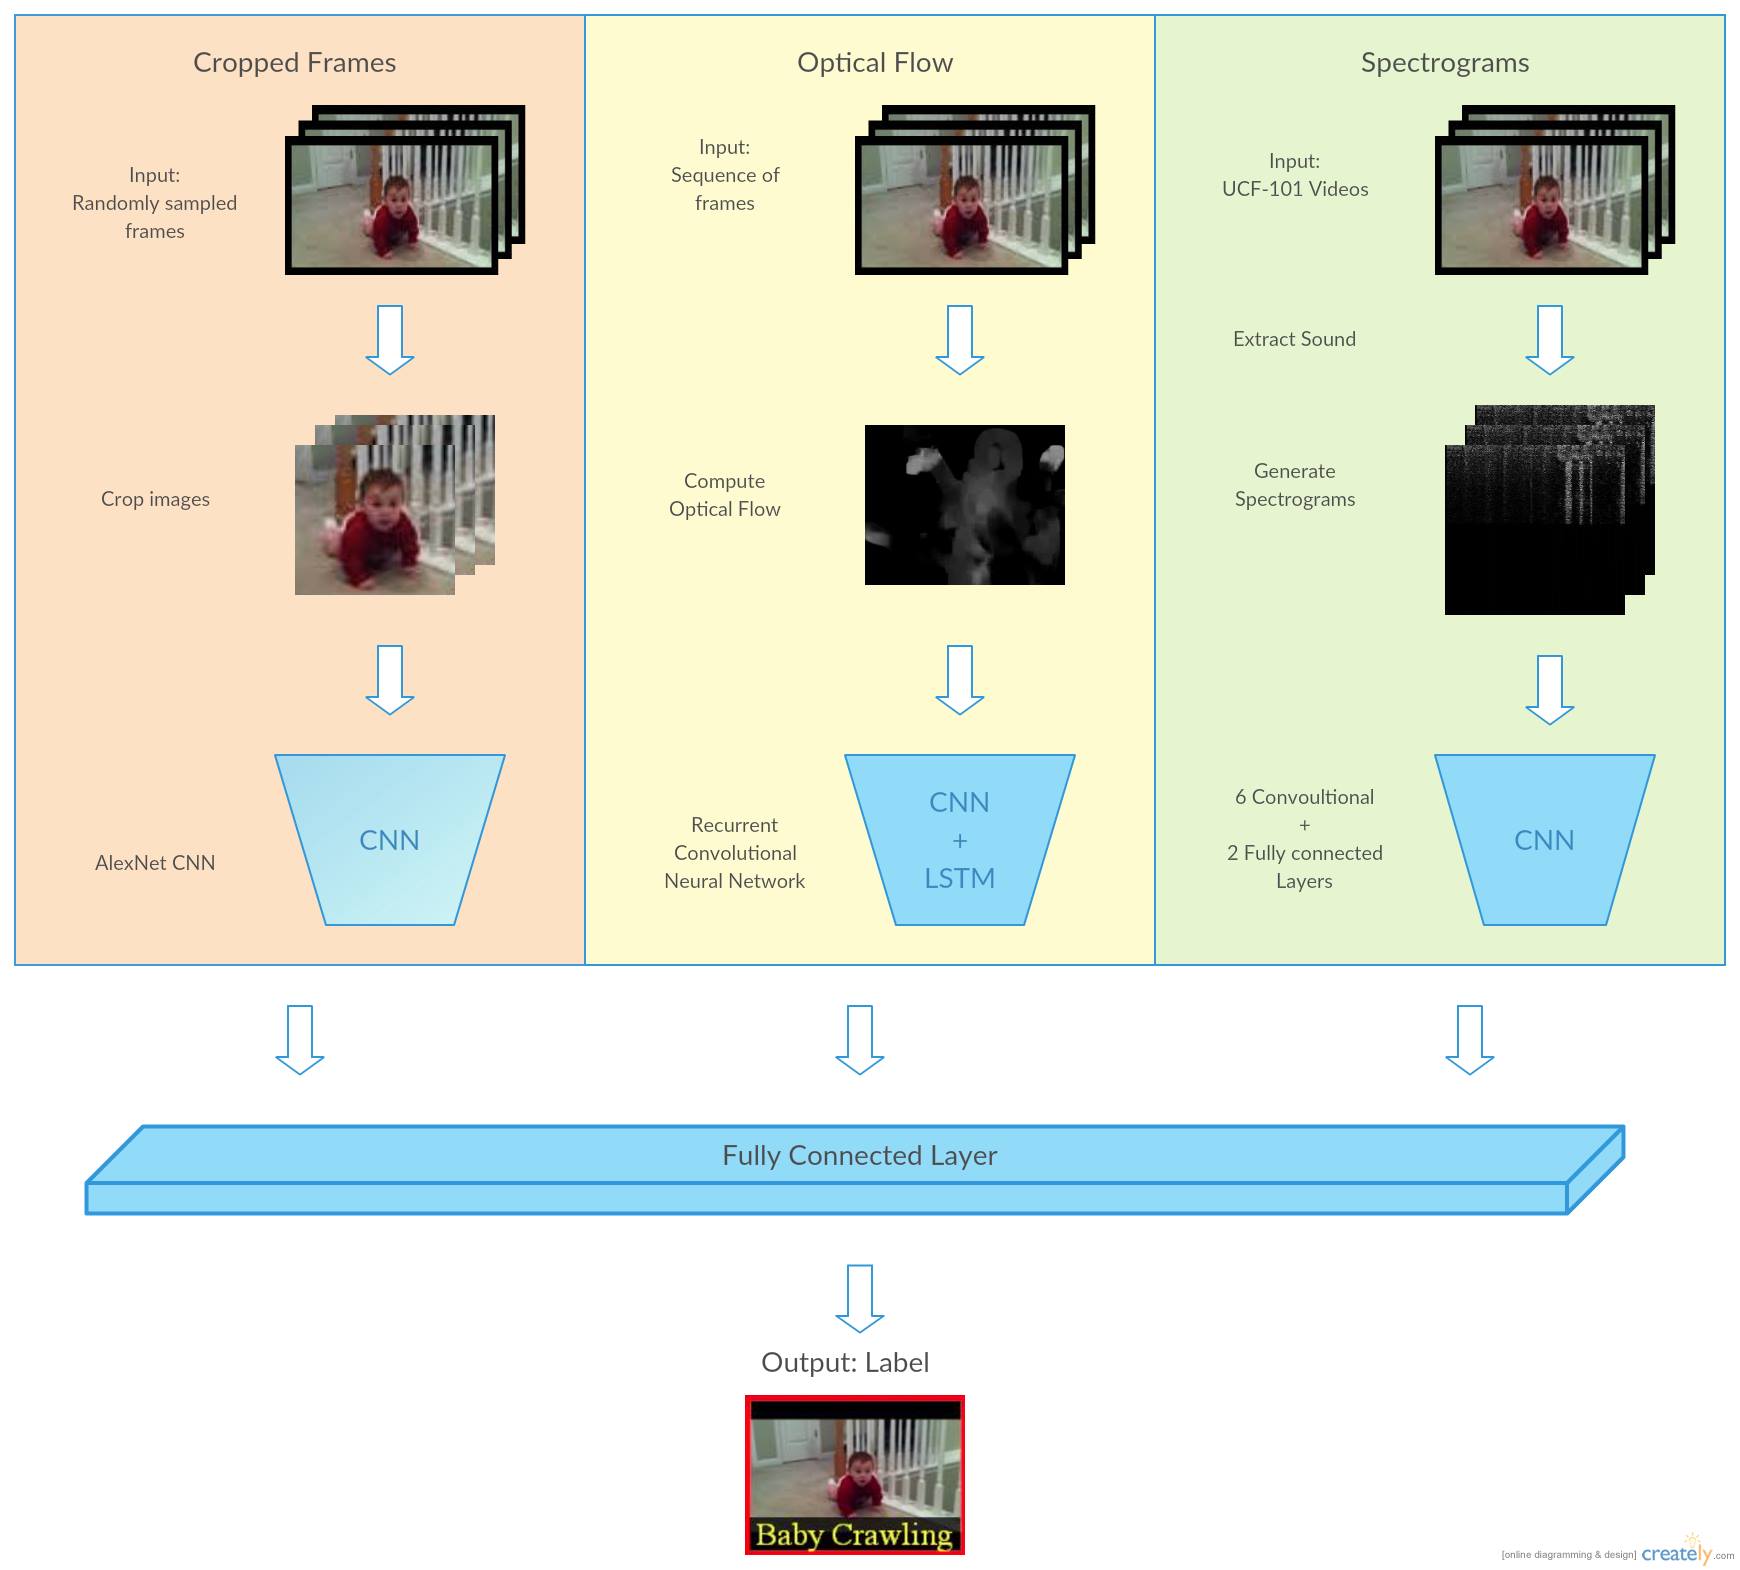 Cropped Frames
Input:
Randomly sampled
frames
Crop images
AlexNet CNN
CNN
Optical Flow
Input:
Sequence of
frames
Compute
Optical Flow
Recurrent
Convolutional
Neural Network
CNN
+
LSTM
Spectrograms
Input:
UCF-101 Videos
Extract Sound
Generate
Spectrograms
6 Convoultional
+
2 Fully connected
Layers
CNN
Fully Connected Layer
Output: Label
Baby Crawling
[online diagramming & design] creately.com